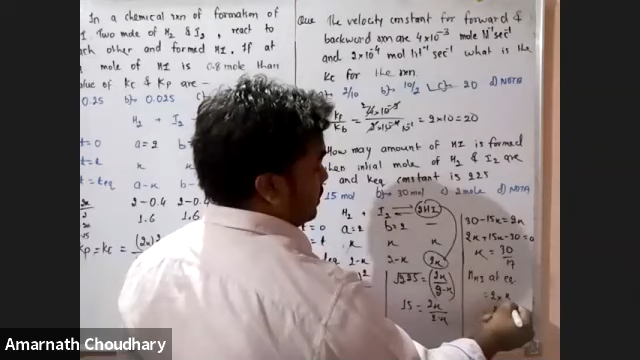 In a chemical rxn of formation of
HI. Two mole of H2 & I2, react to
each other and formed HI. If at
mole of HI is 0.8 mole than
value of Kc & Kp are –
0.25 b) 0.025
H2 + I2
t=0 a=2
t=t x
t=teq a-x b-
2-0.4 2-0.4
1.6 1.6
Kp = Kc = (2x)
Que The velocity constant for forward &
backward rxn are 4×10⁻³ mole lit⁻¹ sec⁻¹
and 2×10⁻⁴ mol lit⁻¹ sec⁻¹ what is the
Kc for the rxn.
a) 2/10 b) 10/2 c) 20 d) NOTA
Kf/Kb = 4×10⁻³/2×10⁻⁴ = 2×10 = 20
How may amount of HI is formed
when initial mole of H2 & I2 are
and Keq constant is 225
15 mol b) 30 mol c) 2 mole d) NOTA
H2 + I2 ⟶ 2HI
a=2 b=2 –
x x
2-x 2-x 2x
√225 = (2x/2-x)
15 = 2x/2-x
30-15x=2x
2x+15x-30=0
x = 30/17
nHI at eq
= 2×x
Amarnath Choudhary